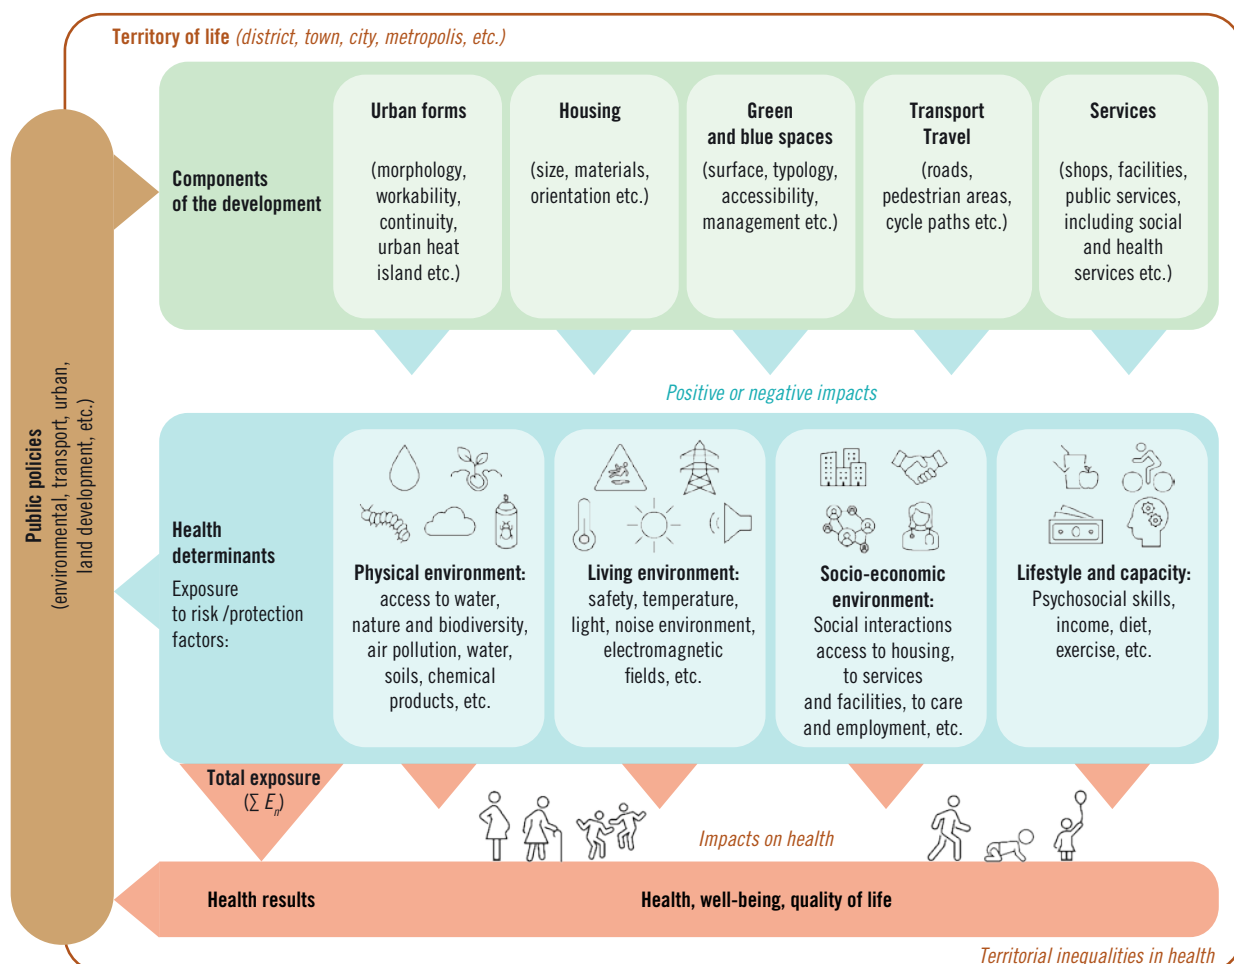 Territory of life (district, town, city, metropolis, etc.)
Public policies
(environmental, transport, urban,
land development, etc.)
Components
of the development
Urban forms
(morphology,
workability,
continuity,
urban heat
island etc.)
Housing
(size, materials,
orientation etc.)
Green
and blue spaces
(surface, typology,
accessibility,
management etc.)
Transport
Travel
(roads,
pedestrian areas,
cycle paths etc.)
Services
(shops, facilities,
public services,
including social
and health
services etc.)
Positive or negative impacts
Health
determinants
Exposure
to risk /protection
factors:
Physical environment:
access to water,
nature and biodiversity,
air pollution, water,
soils, chemical
products, etc.
Living environment:
safety, temperature,
light, noise environment,
electromagnetic
fields, etc.
Socio-economic
environment:
Social interactions
access to housing,
to services
and facilities, to care
and employment, etc.
Lifestyle and capacity:
Psychosocial skills,
income, diet,
exercise, etc.
Total exposure
(∑ Eₙ)
Impacts on health
Health results
Health, well-being, quality of life
Territorial inequalities in health